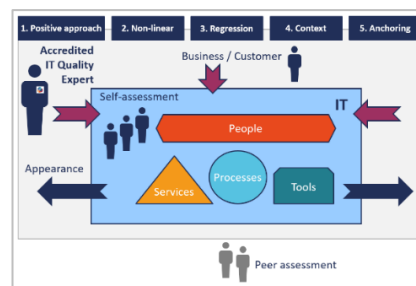 1. Positive approach
2. Non-linear
3. Regression
4. Context
5. Anchoring
Accredited
IT Quality
Expert
Business / Customer
Self-assessment
IT
People
Appearance
Services
Processes
Tools
Peer assessment